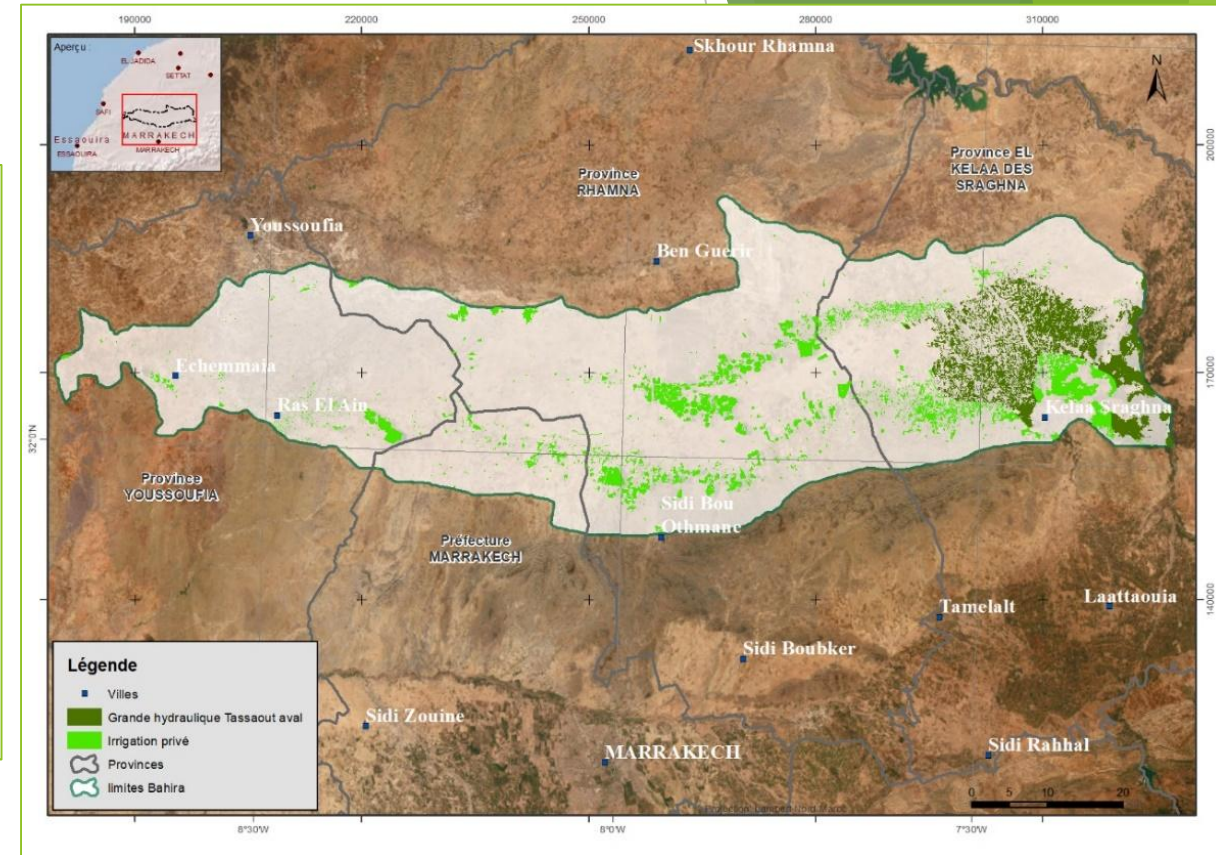 190000
220000
250000
280000
310000
Aperçu :
EL JADIDA
SETTAT
SAFI
Essaouira
ESSAOUIRA
MARRAKECH
MARRAKECH
Skhour Rhamna
N
200000
Province
RHAMNA
Province EL
KELAA DES
SRAGHNA
Youssoufia
Ben Guerir
170000
Echemmaia
Ras El Ain
Kelaa Sraghna
32°0'N
Province
YOUSSOUFIA
Sidi Bou
Othmane
Préfecture
MARRAKECH
140000
Tamelalt
Laattaouia
Sidi Boubker
Légende
Villes
Grande hydraulique Tassaout aval
Irrigation privé
Provinces
limites Bahira
Sidi Zouine
MARRAKECH
Sidi Rahhal
0 5 10 20
8°30'W
8°0'W
7°30'W